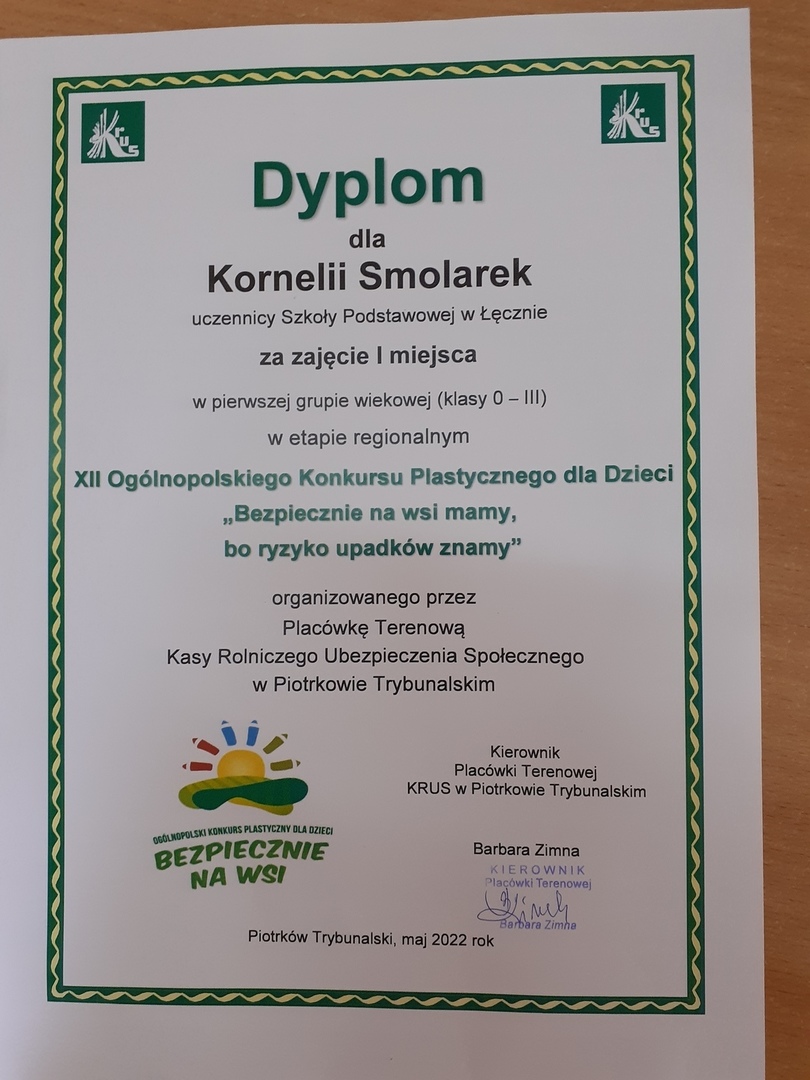 Krus
Krus
Dyplom
dla
Kornelii Smolarek
uczennicy Szkoły Podstawowej w Łęcznie
za zajęcie I miejsca
w pierwszej grupie wiekowej (klasy 0 – III)
w etapie regionalnym
XII Ogólnopolskiego Konkursu Plastycznego dla Dzieci
„Bezpiecznie na wsi mamy,
bo ryzyko upadków znamy”
organizowanego przez
Placówkę Terenową
Kasy Rolniczego Ubezpieczenia Społecznego
w Piotrkowie Trybunalskim
OGÓLNOPOLSKI KONKURS PLASTYCZNY DLA DZIECI
BEZPIECZNIE
NA WSI
Kierownik
Placówki Terenowej
KRUS w Piotrkowie Trybunalskim
Barbara Zimna
KIEROWNIK
Placówki Terenowej
Barbara Zimna
Piotrków Trybunalski, maj 2022 rok